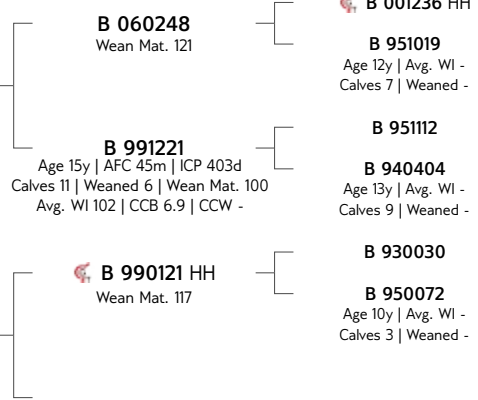 B 001236 HH
B 060248
Wean Mat. 121
B 951019
Age 12y | Avg. WI -
Calves 7 | Weaned -
B 991221
Age 15y | AFC 45m | ICP 403d
Calves 11 | Weaned 6 | Wean Mat. 100
Avg. WI 102 | CCB 6.9 | CCW -
B 951112
B 940404
Age 13y | Avg. WI -
Calves 9 | Weaned -
B 990121 HH
Wean Mat. 117
B 930030
B 950072
Age 10y | Avg. WI -
Calves 3 | Weaned -